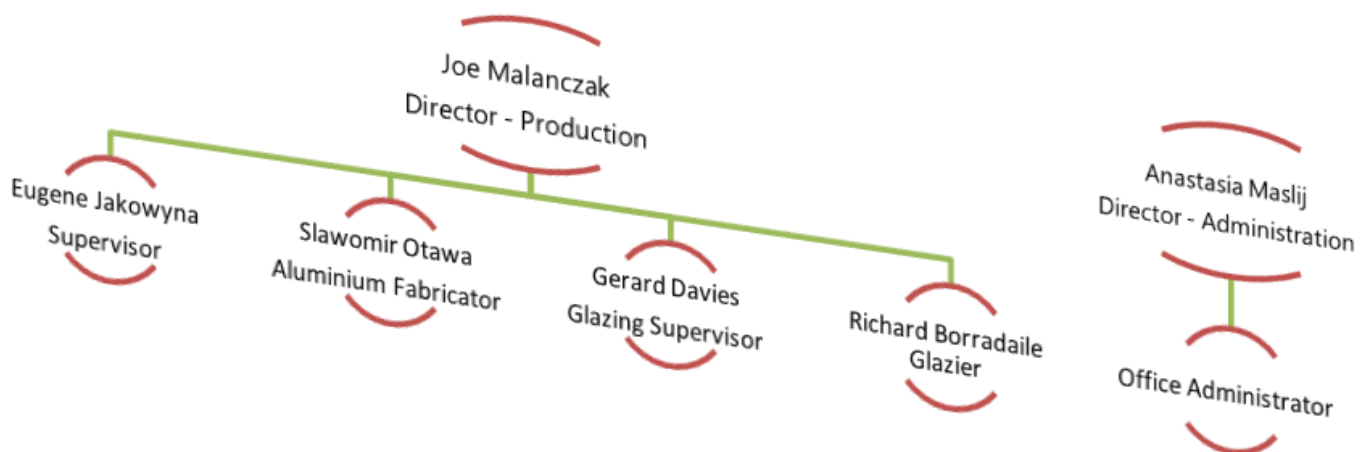 Joe Malanczak
Director - Production
Eugene Jakowyna
Supervisor
Slawomir Otawa
Aluminium Fabricator
Gerard Davies
Glazing Supervisor
Richard Borradaile
Glazier
Anastasia Maslij
Director - Administration
Office Administrator